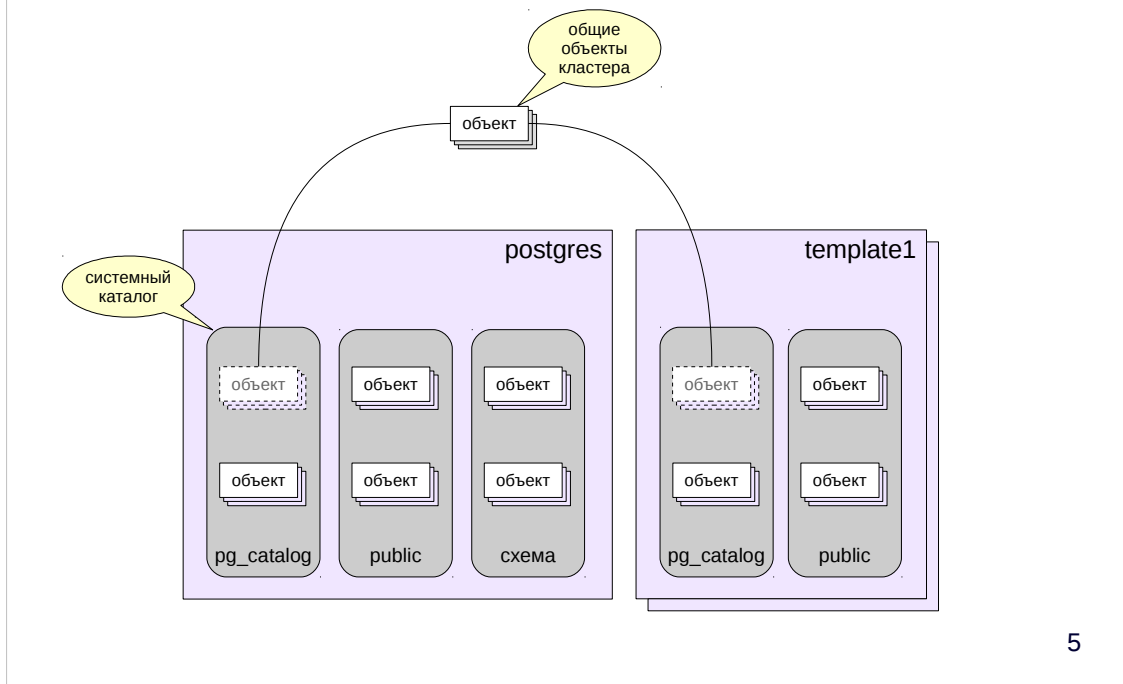 общие
объекты
кластера
объект
postgres
template1
системный
каталог
объект
объект
объект
объект
объект
объект
объект
объект
объект
объект
pg_catalog
public
схема
pg_catalog
public
5